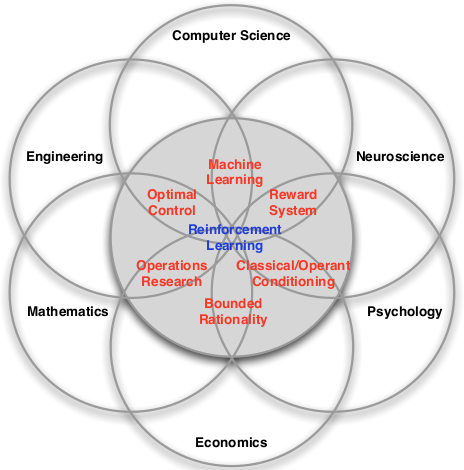 Computer Science
Engineering
Neuroscience
Machine
Learning
Optimal
Control
Reward
System
Reinforcement
Learning
Operations
Research
Classical/Operant
Conditioning
Bounded
Rationality
Mathematics
Psychology
Economics